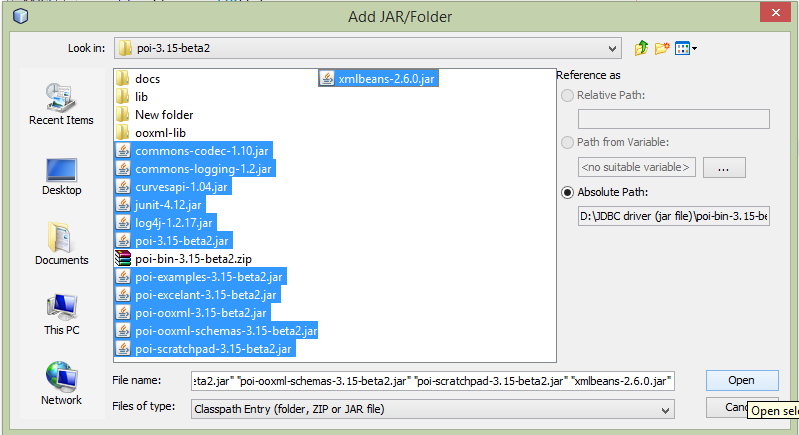 Add JAR/Folder
Look in: poi-3.15-beta2
Recent Items
Desktop
Documents
This PC
Network
docs
lib
New folder
ooxml-lib
commons-codec-1.10.jar
commons-logging-1.2.jar
curvesapi-1.04.jar
junit-4.12.jar
log4j-1.2.17.jar
poi-3.15-beta2.jar
poi-bin-3.15-beta2.zip
poi-examples-3.15-beta2.jar
poi-excelant-3.15-beta2.jar
poi-ooxml-3.15-beta2.jar
poi-ooxml-schemas-3.15-beta2.jar
poi-scratchpad-3.15-beta2.jar
xmlbeans-2.6.0.jar
Reference as
Relative Path:
Path from Variable:
<no suitable variable> ...
Absolute Path:
D:\JDBC driver (jar file)\poi-bin-3.15-be
File name: eta2.jar" "poi-ooxml-schemas-3.15-beta2.jar" "poi-scratchpad-3.15-beta2.jar" "xmlbeans-2.6.0.jar"
Open
Files of type: Classpath Entry (folder, ZIP or JAR file)
Canc
Open sele